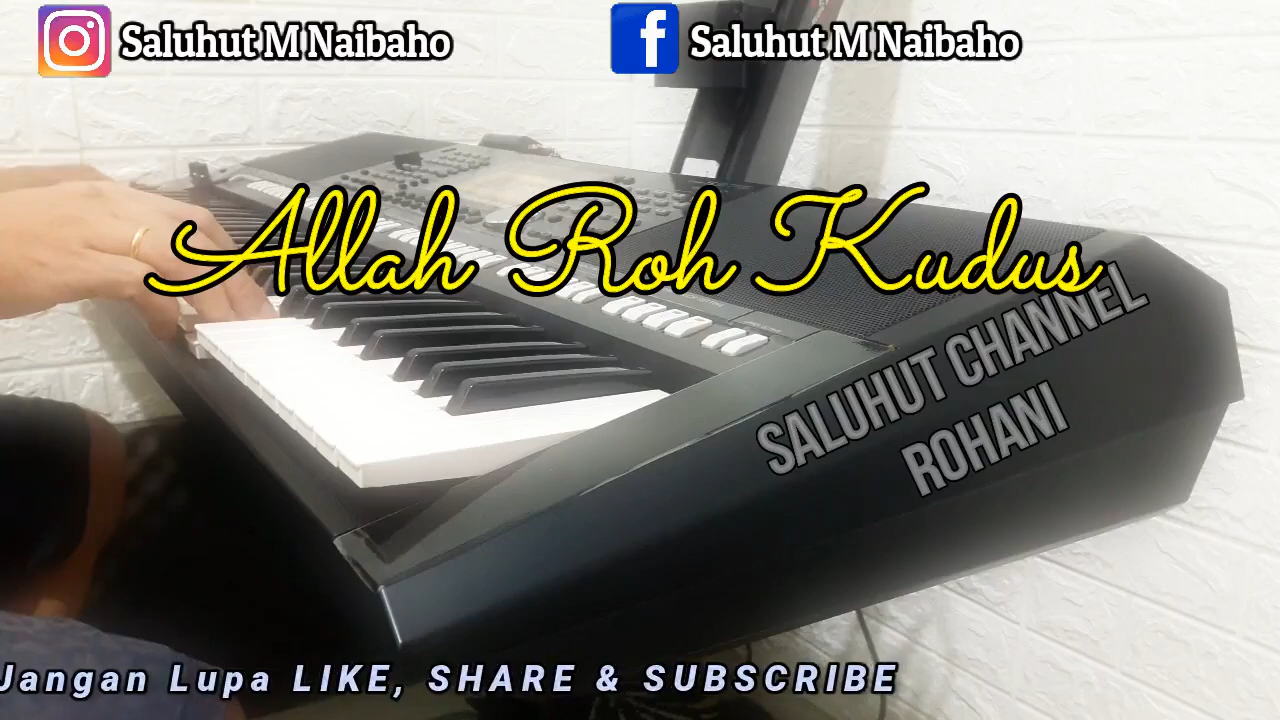 Saluhut M Naibaho
Saluhut M Naibaho
Allah Roh Kudus
SALUHUT CHANNEL
ROHANI
Jangan Lupa LIKE, SHARE & SUBSCRIBE